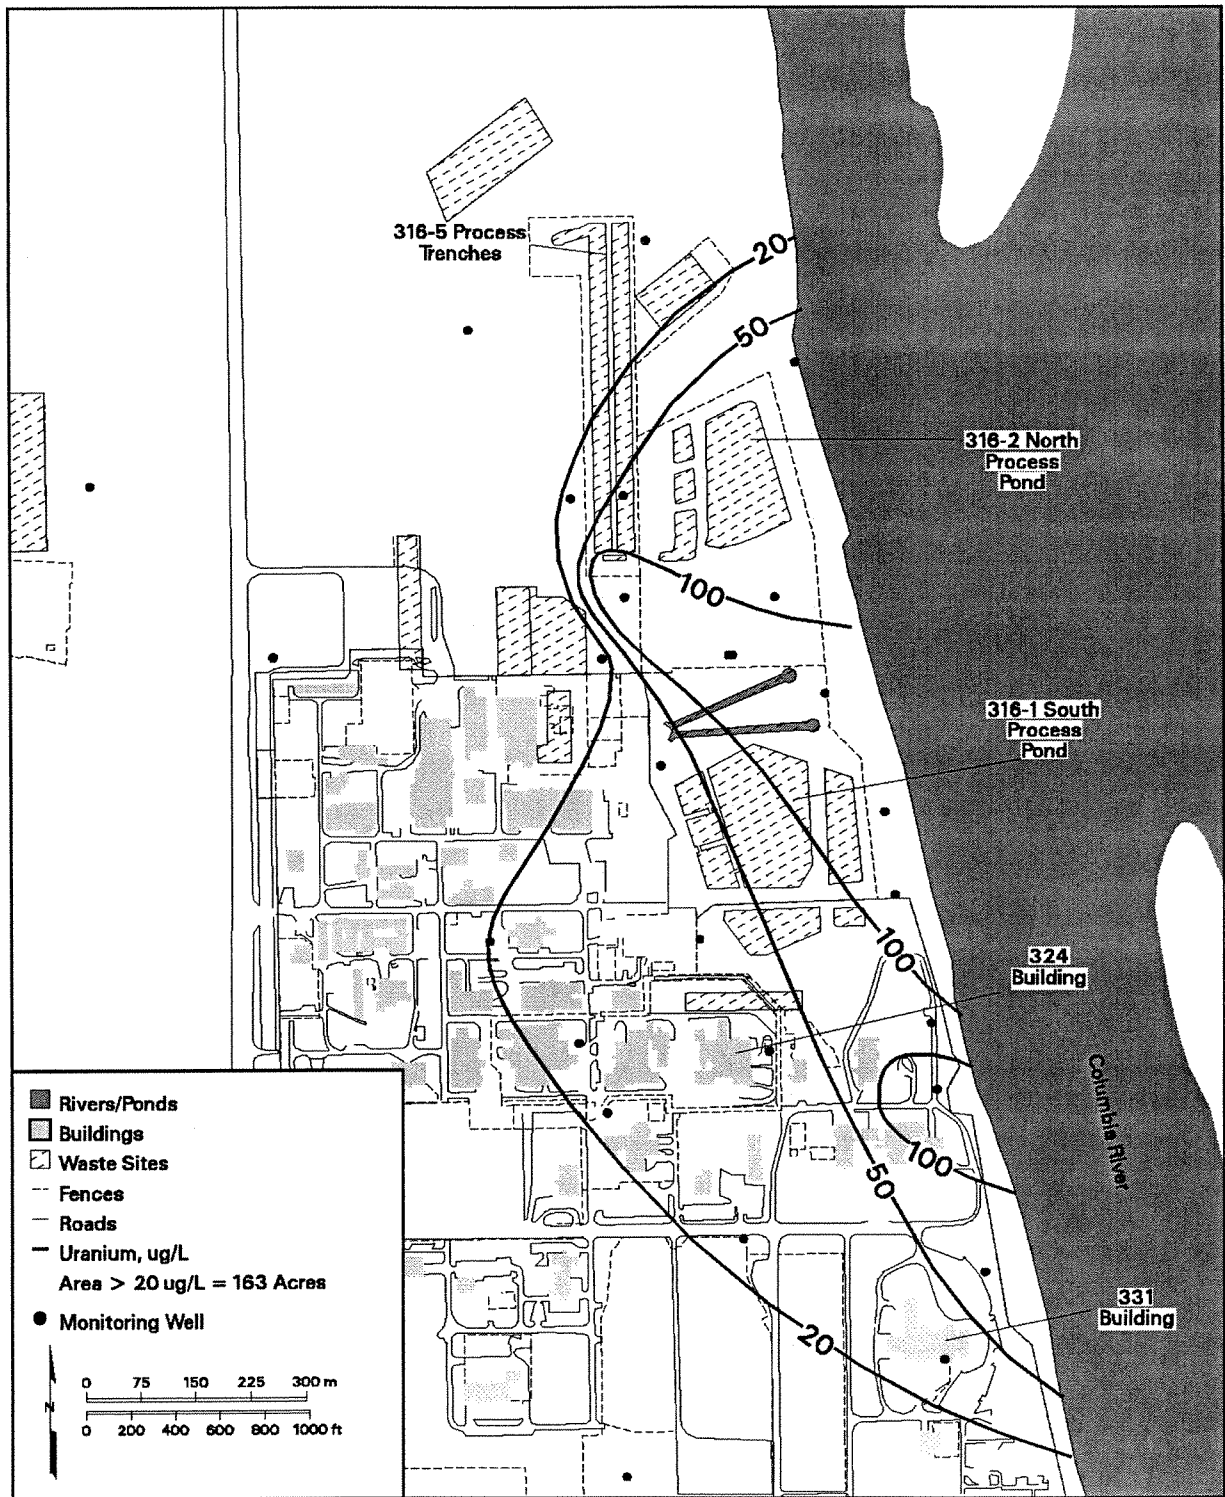 316-5 Process
Trenches
20
50
316-2 North
Process
Pond
100
316-1 South
Process
Pond
100
324
Building
Columbia River
100
50
331
Building
20
Rivers/Ponds
Buildings
Waste Sites
Fences
Roads
Uranium, ug/L
Area > 20 ug/L = 163 Acres
Monitoring Well
N
0 75 150 225 300 m
0 200 400 600 800 1000 ft